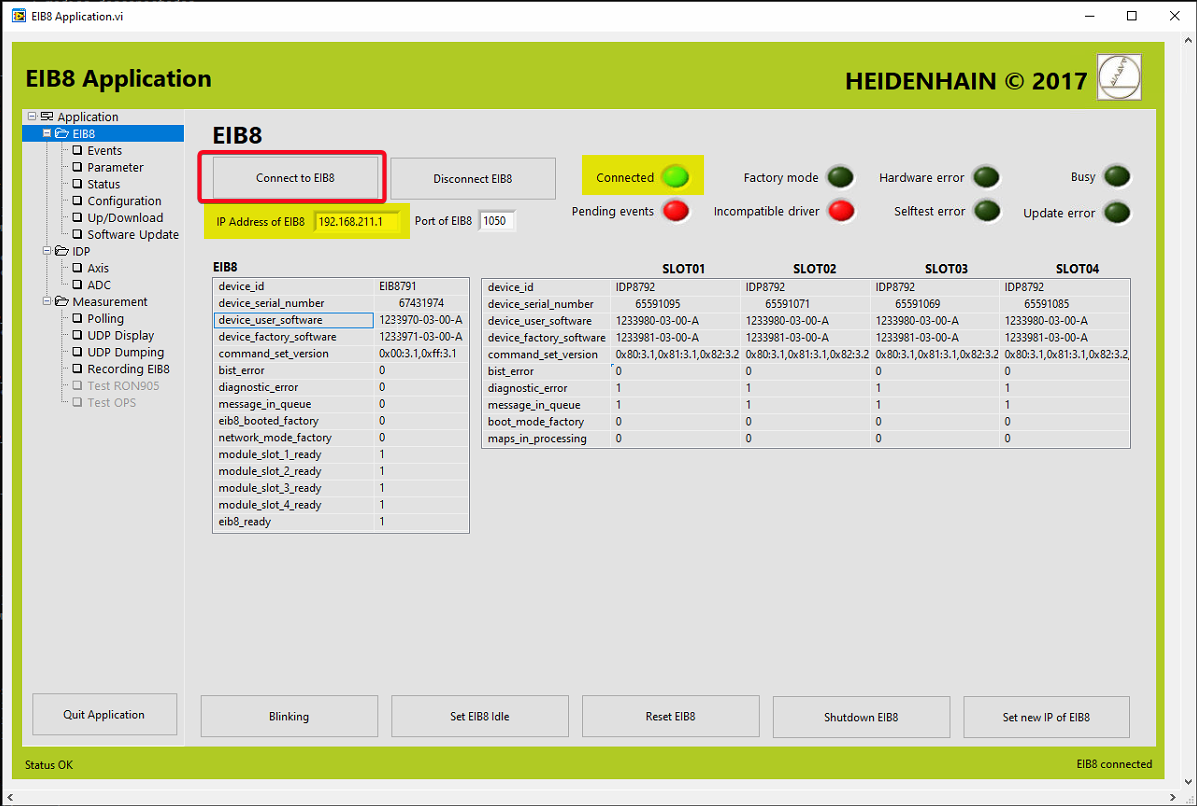 EIB8 Application.vi
EIB8 Application
HEIDENHAIN © 2017
Application
EIB8
Events
Parameter
Status
Configuration
Up/Download
Software Update
IDP
Axis
ADC
Measurement
Polling
UDP Display
UDP Dumping
Recording EIB8
Test RON905
Test OPS
Quit Application
EIB8
Connect to EIB8 Disconnect EIB8
Connected Factory mode Hardware error Busy
Pending events Incompatible driver Selftest error Update error
IP Address of EIB8 192.168.211.1 Port of EIB8 1050
EIB8
device_id EIB8791
device_serial_number 67431974
device_user_software 1233970-03-00-A
device_factory_software 1233971-03-00-A
command_set_version 0x00:3.1,0xff:3.1
bist_error 0
diagnostic_error 0
message_in_queue 0
eib8_booted_factory 0
network_mode_factory 0
module_slot_1_ready 1
module_slot_2_ready 1
module_slot_3_ready 1
module_slot_4_ready 1
eib8_ready 1
SLOT01 SLOT02 SLOT03 SLOT04
device_id IDP8792 IDP8792 IDP8792 IDP8792
device_serial_number 65591095 65591071 65591069 65591085
device_user_software 1233980-03-00-A 1233980-03-00-A 1233980-03-00-A 1233980-03-00-A
device_factory_software 1233981-03-00-A 1233981-03-00-A 1233981-03-00-A 1233981-03-00-A
command_set_version 0x80:3.1,0x81:3.1,0x82:3.2 0x80:3.1,0x81:3.1,0x82:3.2 0x80:3.1,0x81:3.1,0x82:3.2 0x80:3.1,0x81:3.1,0x82:3.2,
bist_error 0 0 0 0
diagnostic_error 1 1 1 1
message_in_queue 1 1 1 1
boot_mode_factory 0 0 0 0
maps_in_processing 0 0 0 0
Blinking Set EIB8 Idle Reset EIB8 Shutdown EIB8 Set new IP of EIB8
Status OK EIB8 connected